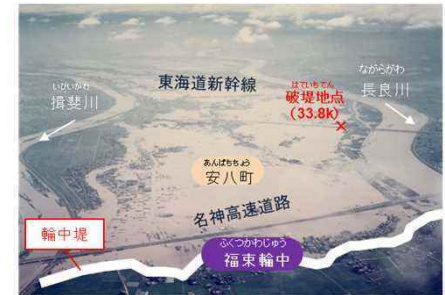 いびがわ
揖斐川
東海道新幹線
はていちてん
破堤地点
(33.8k)
ながらがわ
長良川
あんぱちちょう
安八町
名神高速道路
輪中堤
ふくつかわじゅう
福束輪中